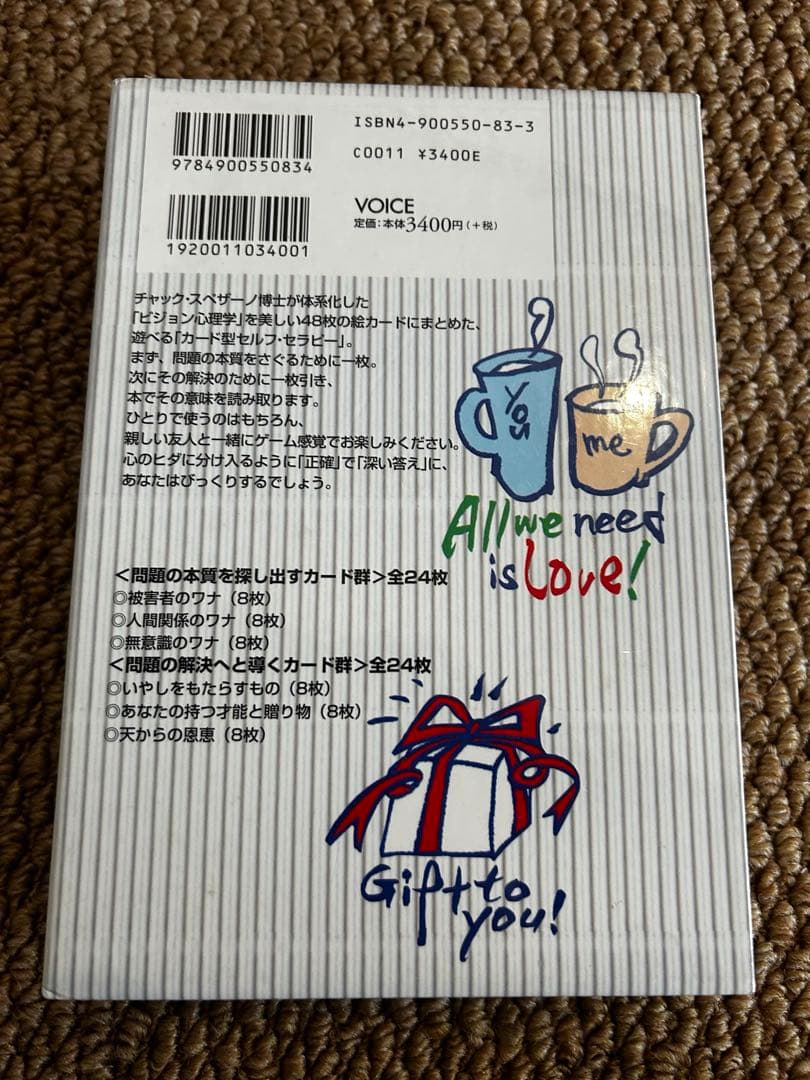 ISBN4-900550-83-3
9784900550834
C0011 ¥3400E
VOICE
定価:本体3400円(+税)
1920011034001
チャック・スペザーノ博士が体系化した
「ビジョン心理学」を美しい48枚の絵カードにまとめた、
遊べる「カード型セルフ・セラピー」。
まず、問題の本質をさぐるために一枚。
次にその解決のために一枚引き、
本でその意味を読み取ります。
ひとりで使うのはもちろん、
親しい友人と一緒にゲーム感覚でお楽しみください。
心のヒダに分け入るように「正確」で「深い答え」に、
あなたはびっくりするでしょう。
You
me
All we need
is Love!
<問題の本質を探し出すカード群>全24枚
◎被害者のワナ(8枚)
◎人間関係のワナ(8枚)
◎無意識のワナ(8枚)
<問題の解決へと導くカード群>全24枚
◎いやしをもたらすもの(8枚)
◎あなたの持つ才能と贈り物(8枚)
◎天からの恩恵(8枚)
Gift to
you!